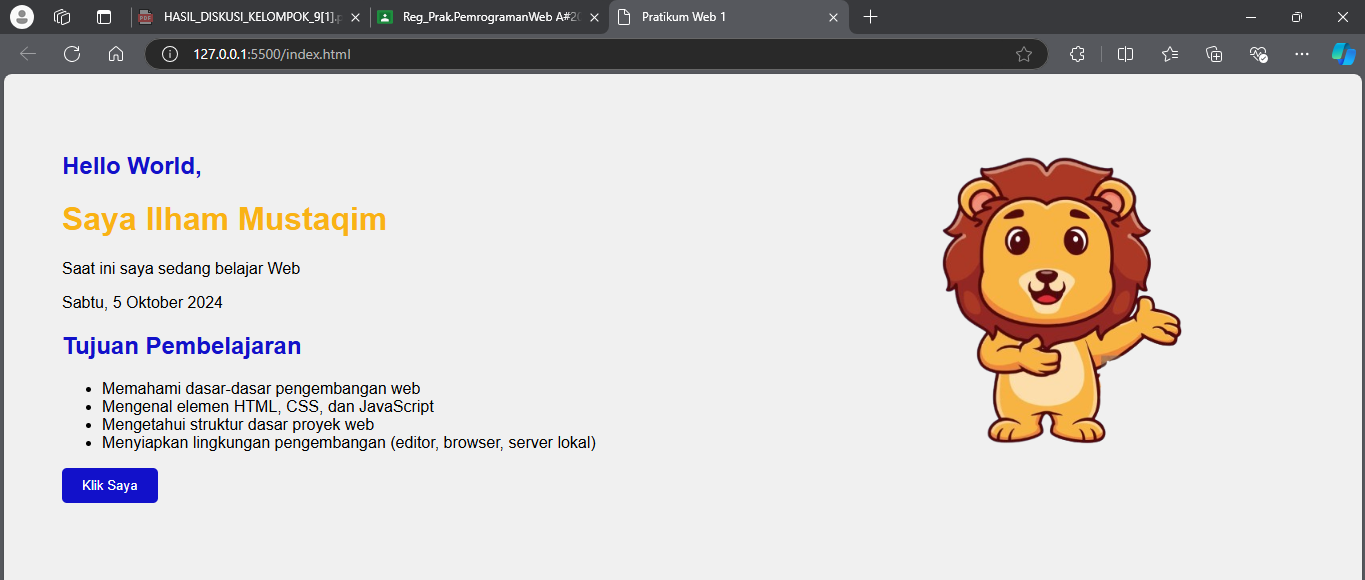 HASIL_DISKUSI_KELOMPOK_9[1].p
Reg_Prak.PemrogramanWeb A#20
Pratikum Web 1
127.0.0.1:5500/index.html
Hello World,
Saya Ilham Mustaqim
Saat ini saya sedang belajar Web
Sabtu, 5 Oktober 2024
Tujuan Pembelajaran
Memahami dasar-dasar pengembangan web
Mengenal elemen HTML, CSS, dan JavaScript
Mengetahui struktur dasar proyek web
Menyiapkan lingkungan pengembangan (editor, browser, server lokal)
Klik Saya